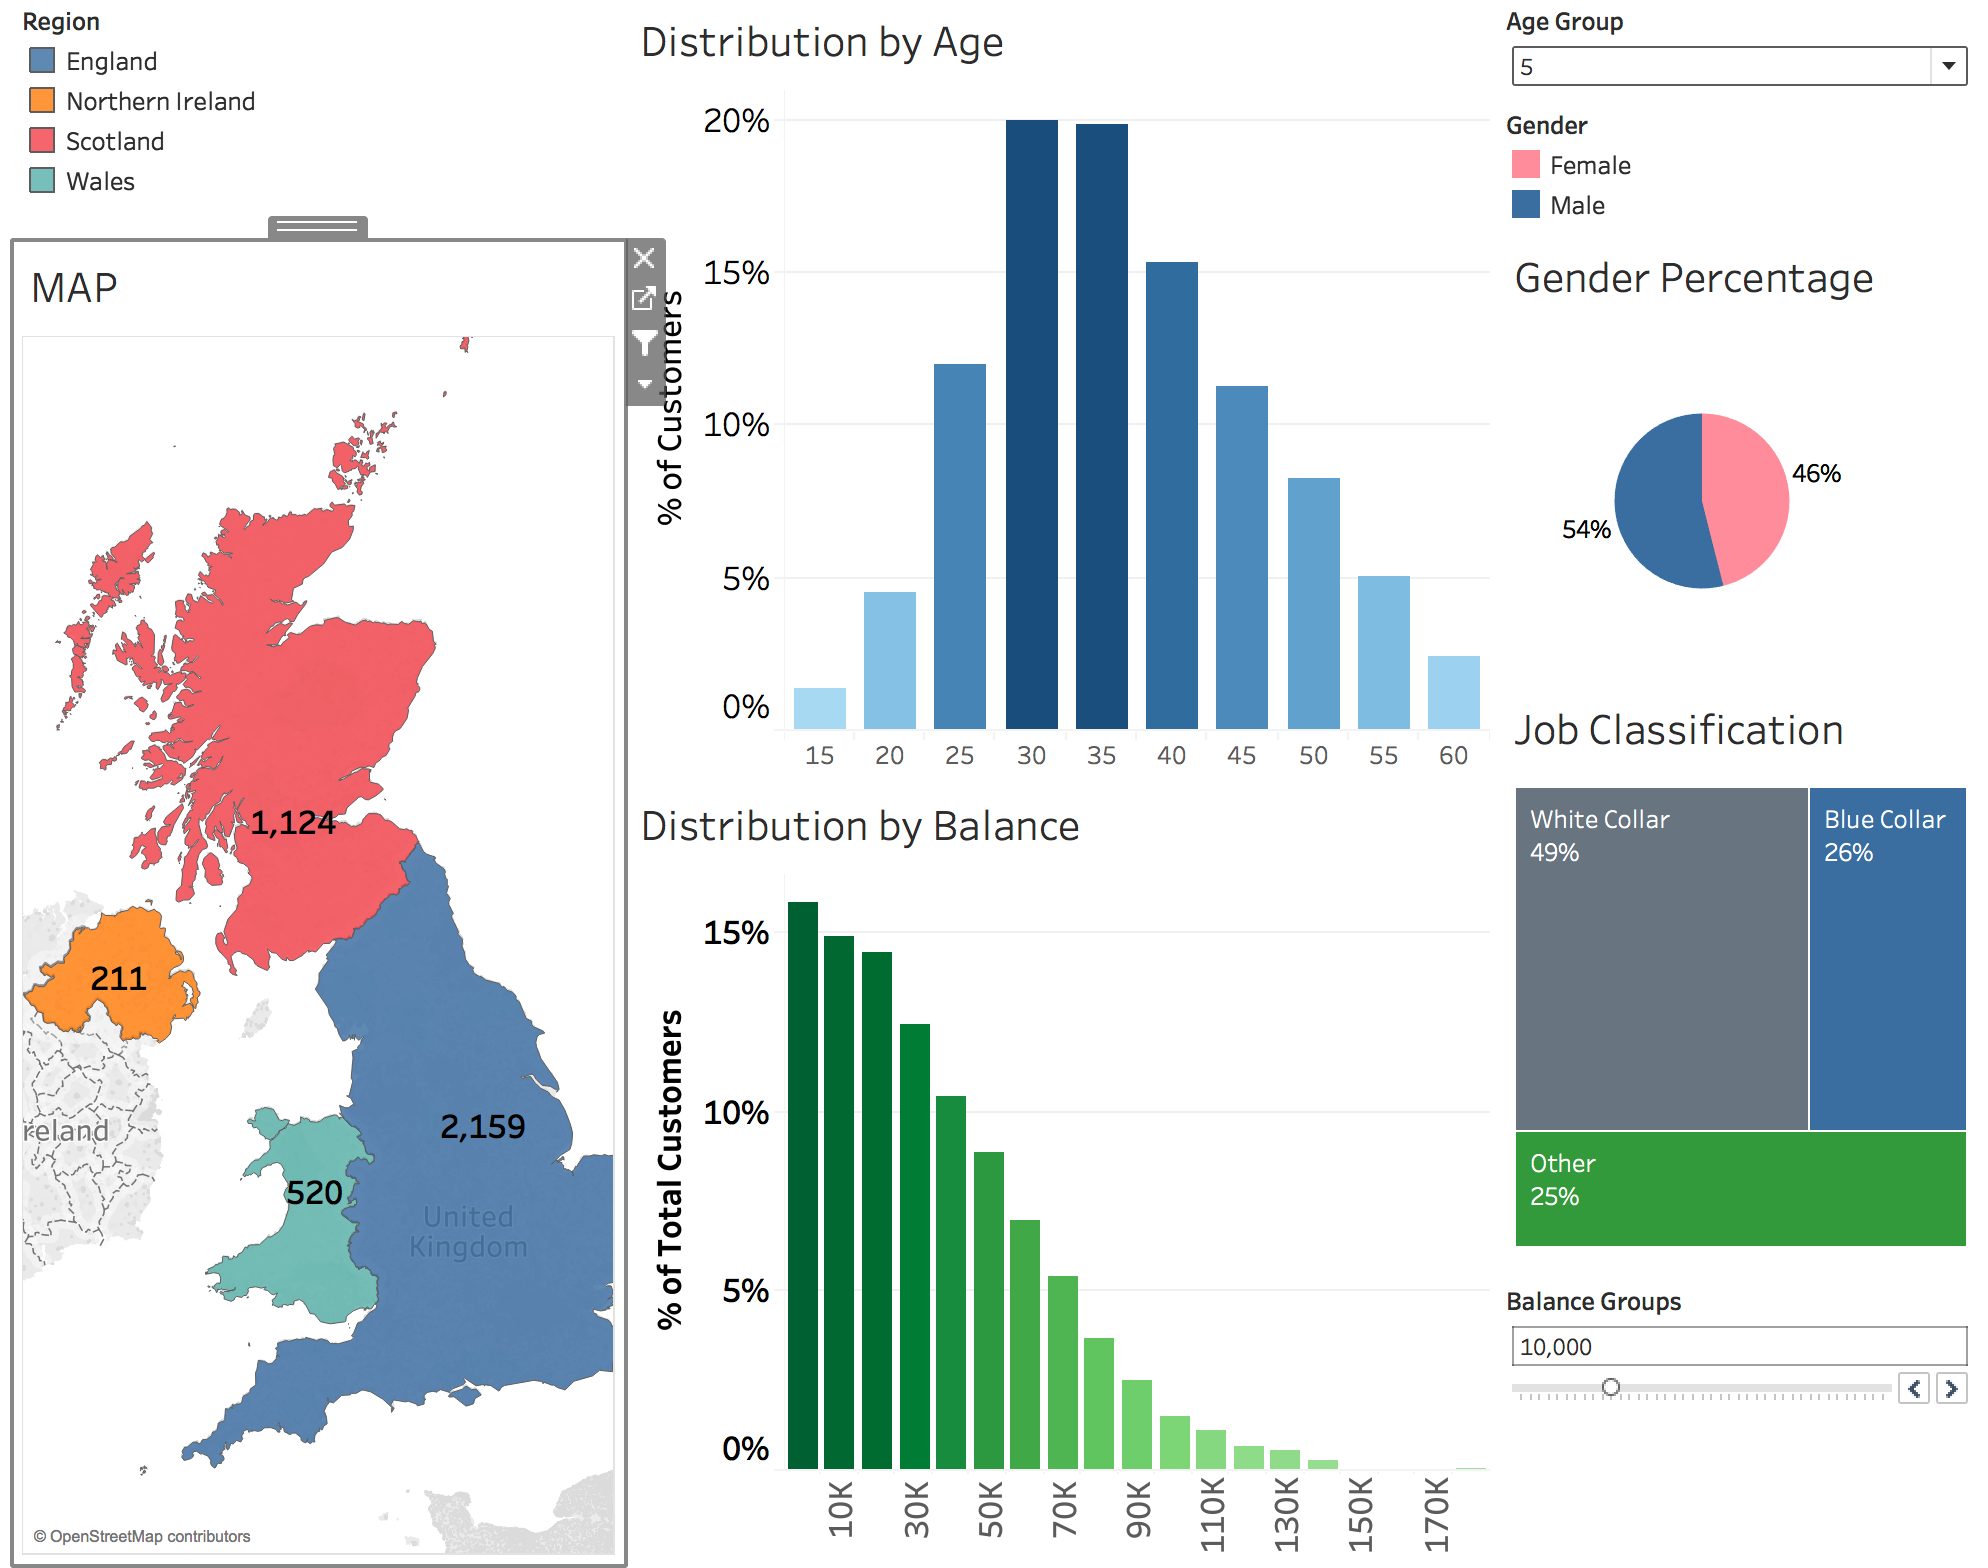 Region
England
Northern Ireland
Scotland
Wales
MAP
1,124
211
2,159
520
reland
United
Kingdom
© OpenStreetMap contributors
Distribution by Age
% of Customers
20%
15%
10%
5%
0%
15 20 25 30 35 40 45 50 55 60
Distribution by Balance
% of Total Customers
15%
10%
5%
0%
10K 30K 50K 70K 90K 110K 130K 150K 170K
Age Group
5
Gender
Female
Male
Gender Percentage
46%
54%
Job Classification
White Collar
49%
Blue Collar
26%
Other
25%
Balance Groups
10,000